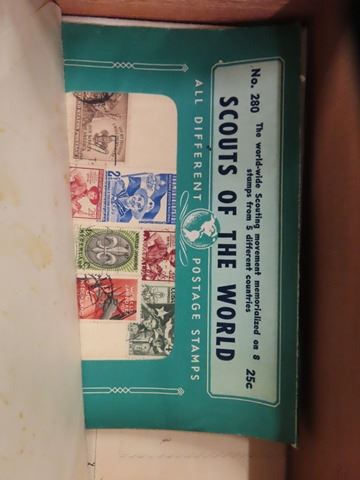 No. 280 The world-wide Scouting movement memorialized on 8
stamps from 5 different countries
25c
SCOUTS OF THE WORLD
ALL DIFFERENT POSTAGE STAMPS